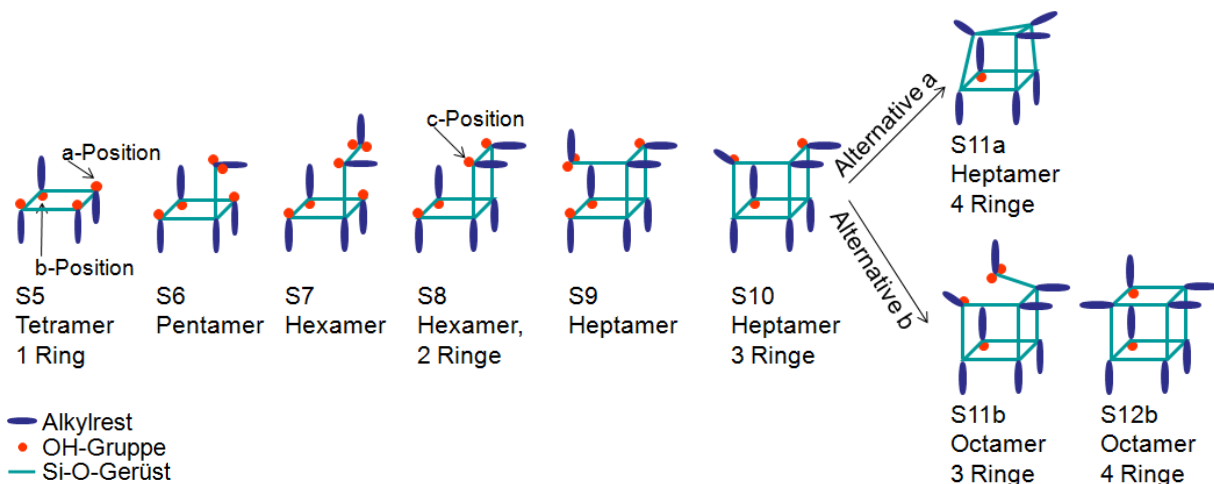 a-Position
b-Position
S5
Tetramer
1 Ring
S6
Pentamer
S7
Hexamer
c-Position
S8
Hexamer,
2 Ringe
S9
Heptamer
S10
Heptamer
3 Ringe
Alternative a
Alternative b
S11a
Heptamer
4 Ringe
S11b
Octamer
3 Ringe
S12b
Octamer
4 Ringe
Alkylrest
OH-Gruppe
Si-O-Gerüst